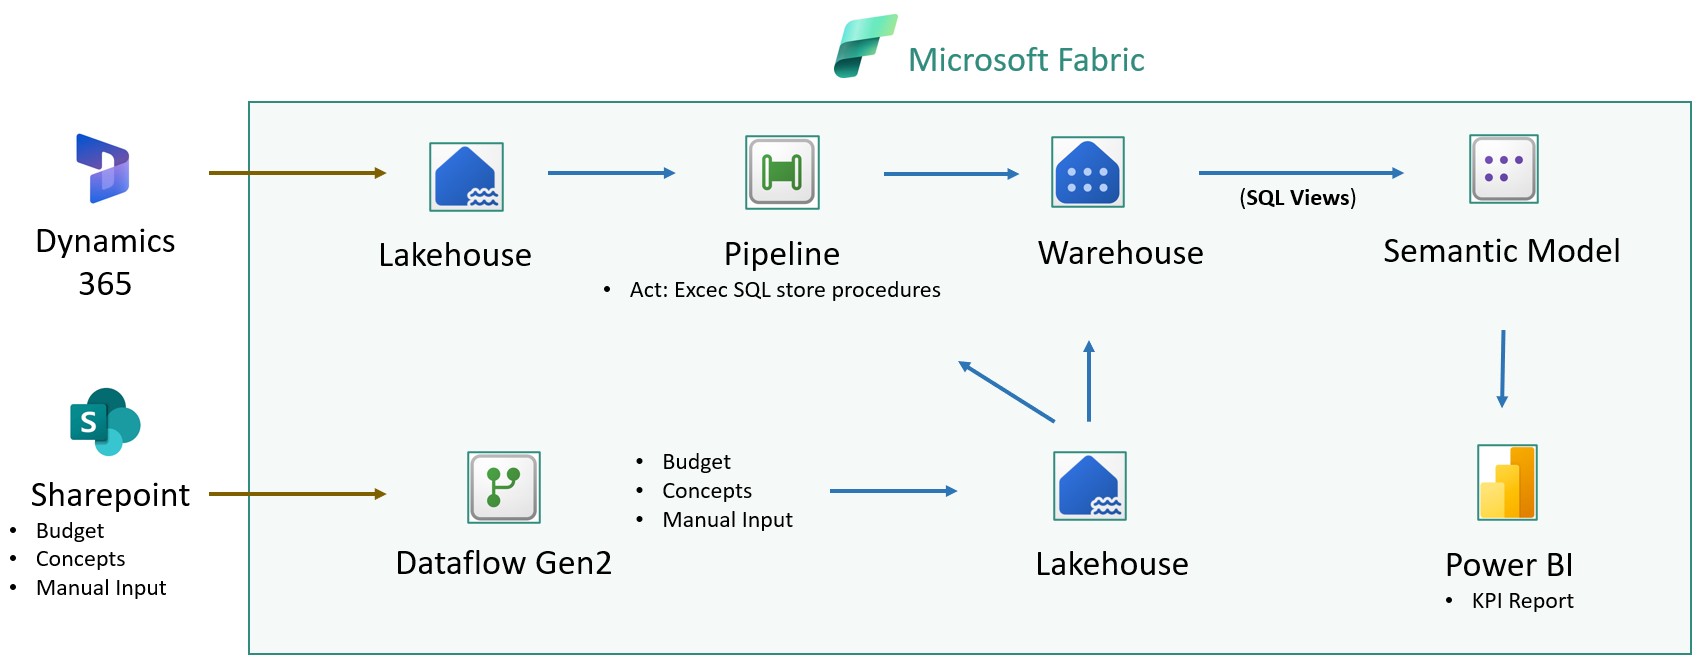 Microsoft Fabric
Dynamics
365
Lakehouse
Pipeline
• Act: Excec SQL store procedures
Warehouse
(SQL Views)
Semantic Model
S
Sharepoint
• Budget
• Concepts
• Manual Input
Dataflow Gen2
• Budget
• Concepts
• Manual Input
Lakehouse
Power BI
• KPI Report